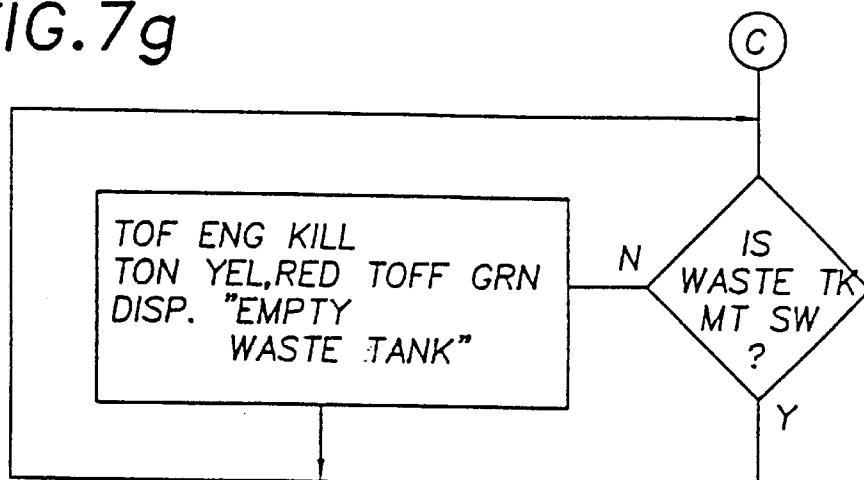 FIG. 7g
C
TOF ENG KILL
TON YEL,RED TOFF GRN
DISP. "EMPTY
WASTE TANK"
N
IS
WASTE TK
MT SW
?
Y